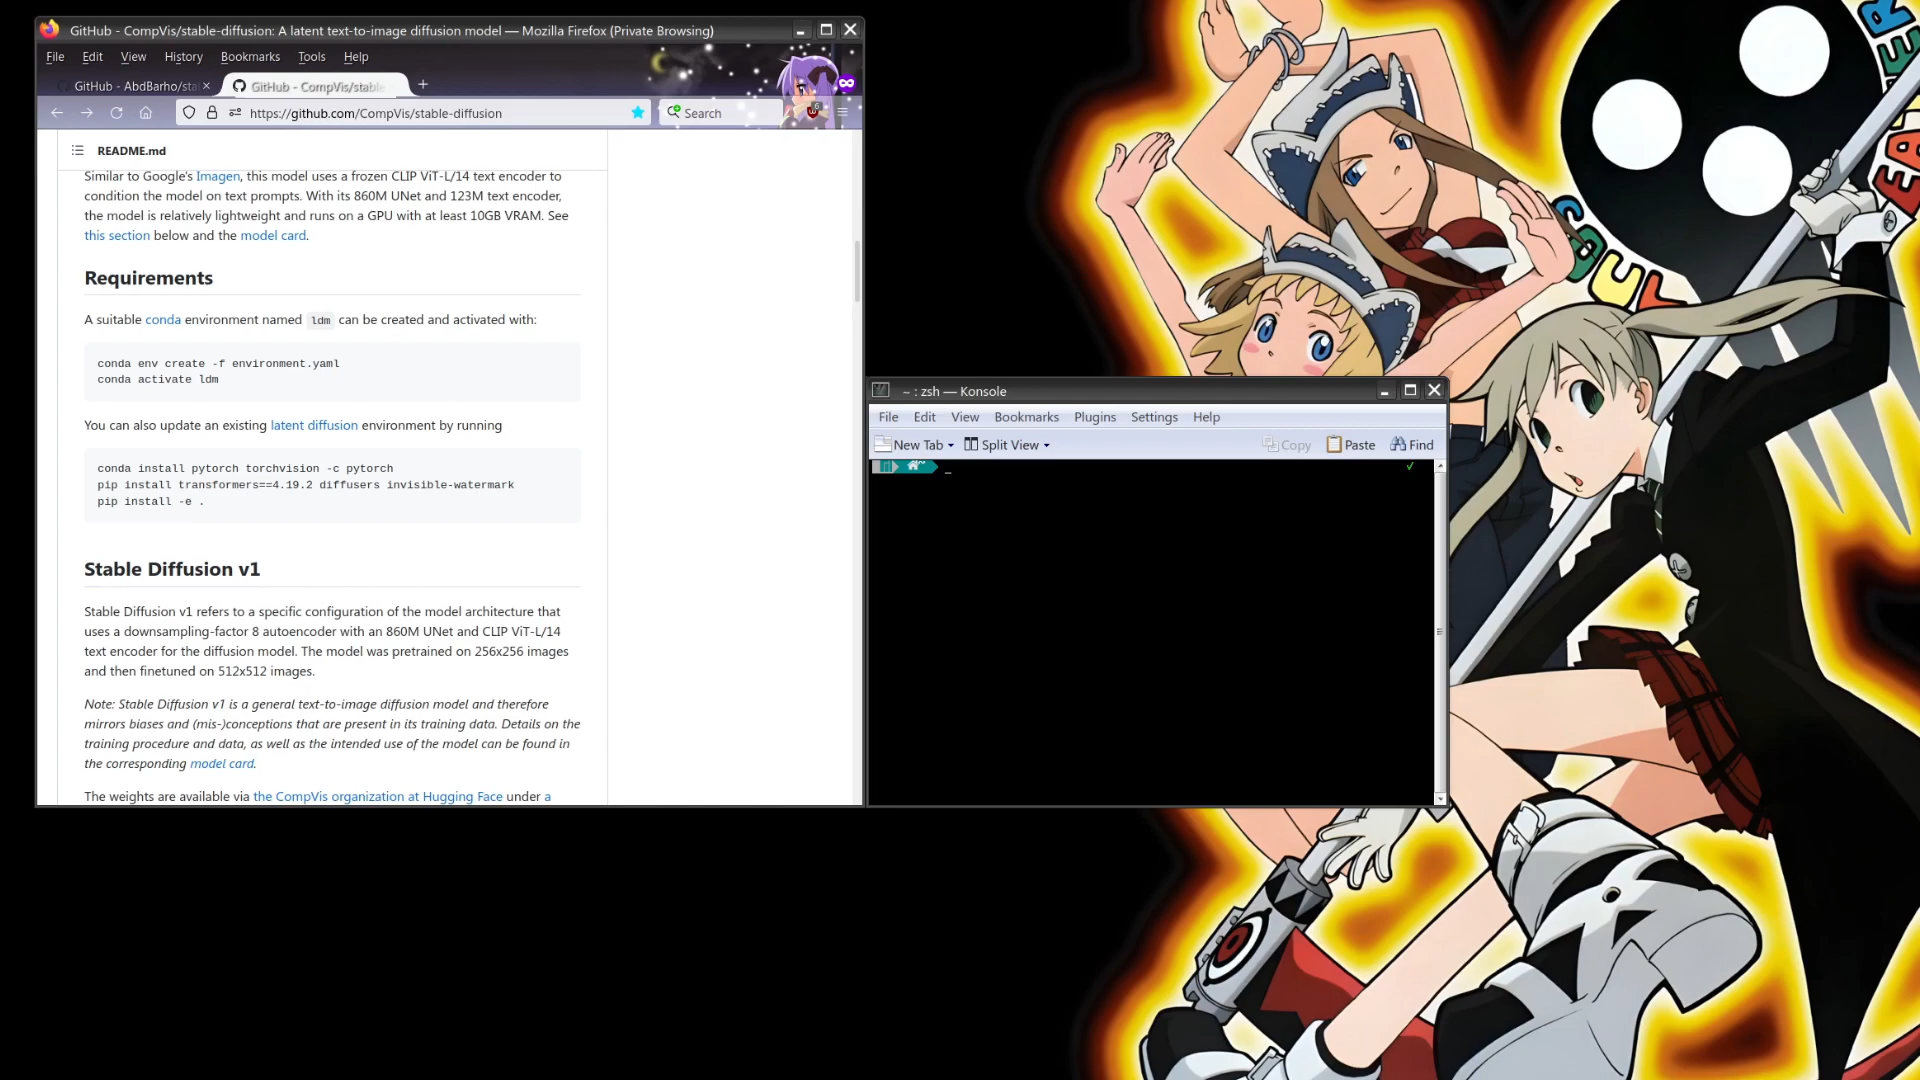 GitHub - CompVis/stable-diffusion: A latent text-to-image diffusion model — Mozilla Firefox (Private Browsing)
File Edit View History Bookmarks Tools Help
GitHub - AbdBarho/sta
GitHub - CompVis/stable
https://github.com/CompVis/stable-diffusion
Search
6
README.md
Similar to Google's Imagen, this model uses a frozen CLIP ViT-L/14 text encoder to
condition the model on text prompts. With its 860M UNet and 123M text encoder,
the model is relatively lightweight and runs on a GPU with at least 10GB VRAM. See
this section below and the model card.
Requirements
A suitable conda environment named ldm can be created and activated with:
conda env create -f environment.yaml
conda activate ldm
You can also update an existing latent diffusion environment by running
conda install pytorch torchvision -c pytorch
pip install transformers==4.19.2 diffusers invisible-watermark
pip install -e .
Stable Diffusion v1
Stable Diffusion v1 refers to a specific configuration of the model architecture that
uses a downsampling-factor 8 autoencoder with an 860M UNet and CLIP ViT-L/14
text encoder for the diffusion model. The model was pretrained on 256x256 images
and then finetuned on 512x512 images.
Note: Stable Diffusion v1 is a general text-to-image diffusion model and therefore
mirrors biases and (mis-)conceptions that are present in its training data. Details on the
training procedure and data, as well as the intended use of the model can be found in
the corresponding model card.
The weights are available via the CompVis organization at Hugging Face under a
~ : zsh — Konsole
File Edit View Bookmarks Plugins Settings Help
New Tab Split View Copy Paste Find
~
SOUL
EATER